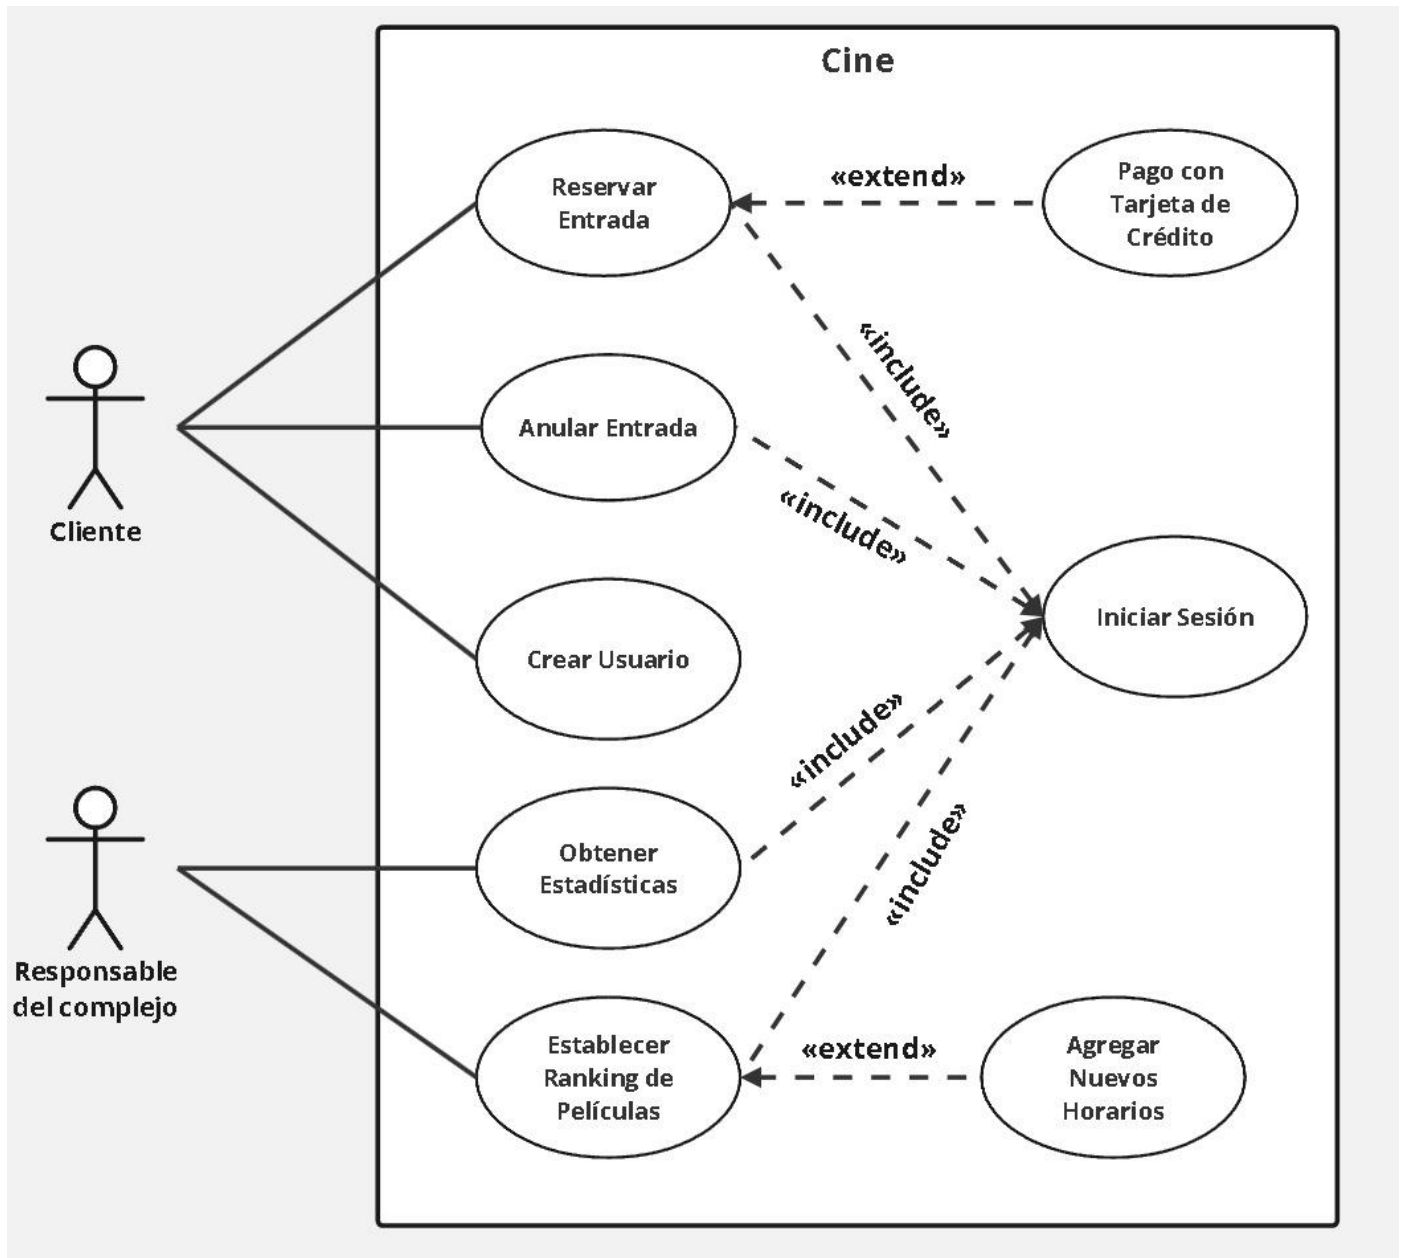 Cine
Reservar
Entrada
«extend»
Pago con
Tarjeta de
Crédito
«include»
Anular Entrada
«include»
Cliente
Iniciar Sesión
Crear Usuario
«include»
Obtener
Estadísticas
«include»
Responsable
del complejo
Establecer
Ranking de
Películas
«extend»
Agregar
Nuevos
Horarios